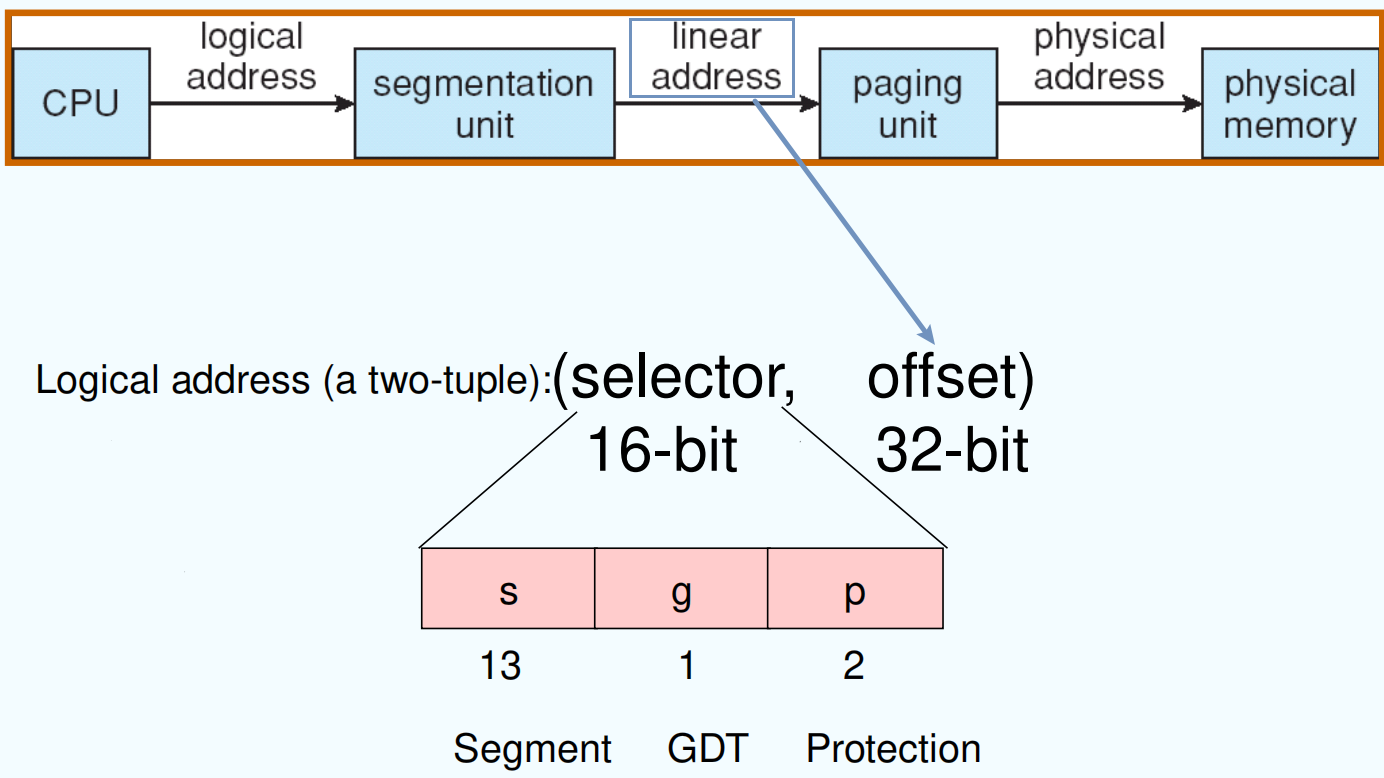 CPU
logical
address
segmentation
unit
linear
address
paging
unit
physical
address
physical
memory
Logical address (a two-tuple):(selector, offset)
16-bit 32-bit
s g p
13 1 2
Segment GDT Protection